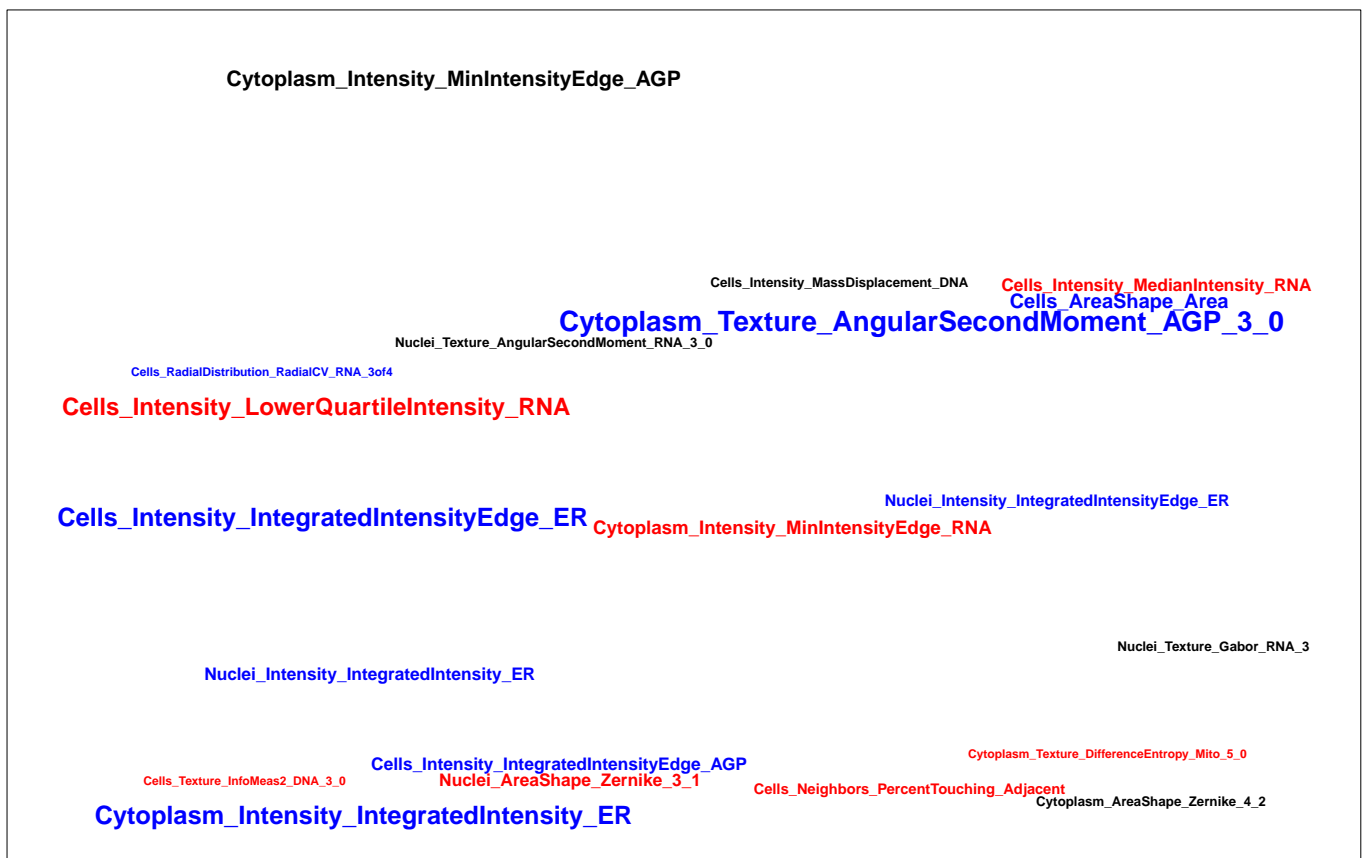 Cytoplasm_Intensity_MinIntensityEdge_AGP
Cells_Intensity_MassDisplacement_DNA
Cells_Intensity_MedianIntensity_RNA
Cells_AreaShape_Area
Cytoplasm_Texture_AngularSecondMoment_AGP_3_0
Nuclei_Texture_AngularSecondMoment_RNA_3_0
Cells_RadialDistribution_RadialCV_RNA_3of4
Cells_Intensity_LowerQuartileIntensity_RNA
Nuclei_Intensity_IntegratedIntensityEdge_ER
Cells_Intensity_IntegratedIntensityEdge_ER
Cytoplasm_Intensity_MinIntensityEdge_RNA
Nuclei_Texture_Gabor_RNA_3
Nuclei_Intensity_IntegratedIntensity_ER
Cytoplasm_Texture_DifferenceEntropy_Mito_5_0
Cells_Intensity_IntegratedIntensityEdge_AGP
Cells_Texture_InfoMeas2_DNA_3_0
Nuclei_AreaShape_Zernike_3_1
Cells_Neighbors_PercentTouching_Adjacent
Cytoplasm_AreaShape_Zernike_4_2
Cytoplasm_Intensity_IntegratedIntensity_ER